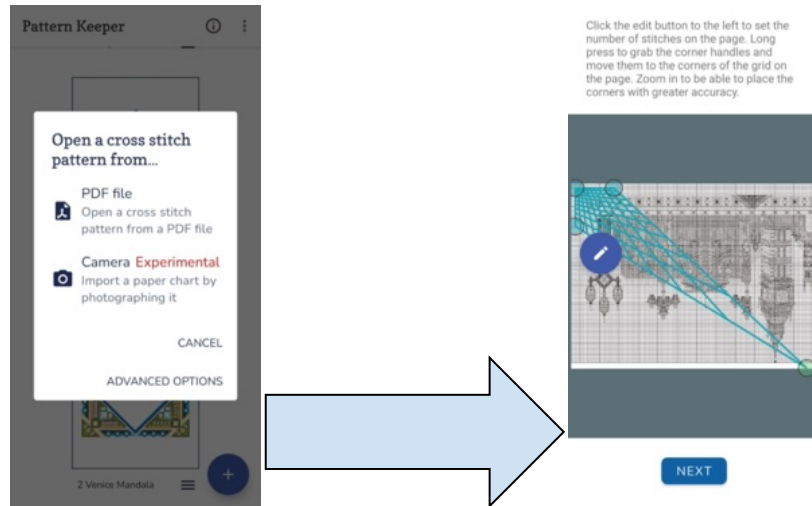 Pattern Keeper
Open a cross stitch
pattern from...
PDF file
Open a cross stitch
pattern from a PDF file
Camera Experimental
Import a paper chart by
photographing it
CANCEL
ADVANCED OPTIONS
2 Venice Mandala
Click the edit button to the left to set the
number of stitches on the page. Long
press to grab the corner handles and
move them to the corners of the grid on
the page. Zoom in to be able to place the
corners with greater accuracy.
NEXT